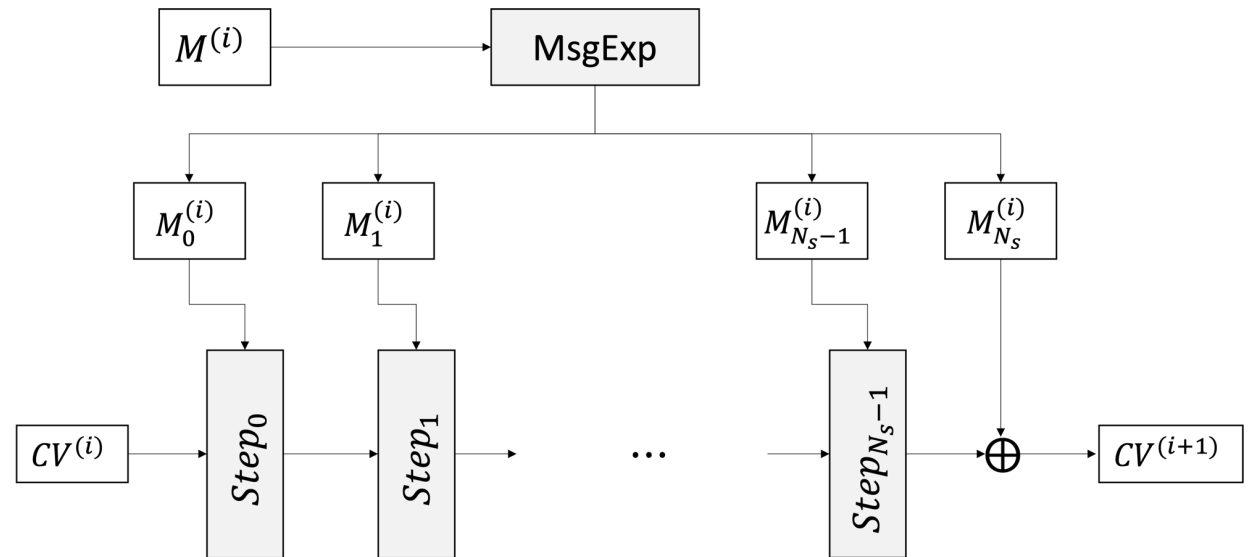 M^{(i)}
MsgExp
M_0^{(i)}
M_1^{(i)}
M_{N_s-1}^{(i)}
M_{N_s}^{(i)}
CV^{(i)}
Step_0
Step_1
...
Step_{N_s-1}
⊕
CV^{(i+1)}